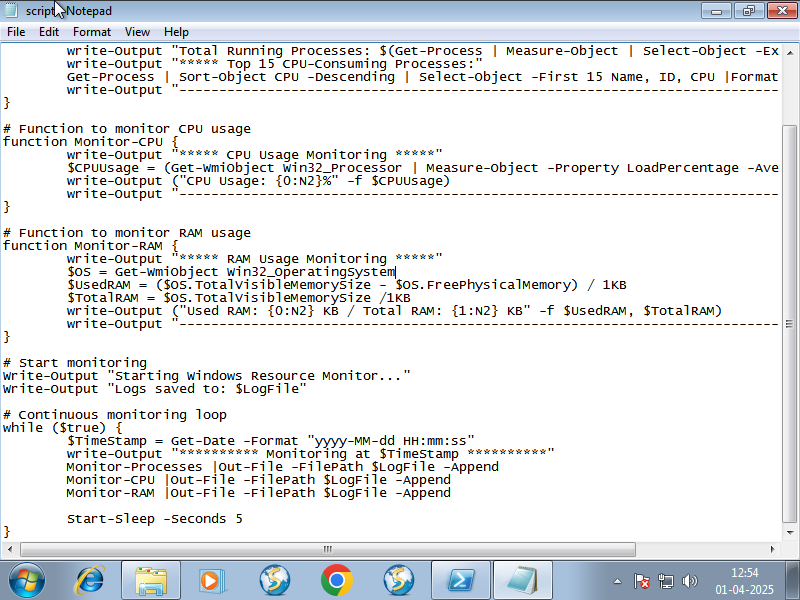 script - Notepad
File Edit Format View Help
write-Output "Total Running Processes: $(Get-Process | Measure-Object | Select-Object -Ex
write-Output "***** Top 15 CPU-Consuming Processes:"
Get-Process | Sort-Object CPU -Descending | Select-Object -First 15 Name, ID, CPU |Format
write-Output "---------------------------------------------------------------------------
}
# Function to monitor CPU usage
function Monitor-CPU {
write-Output "***** CPU Usage Monitoring *****"
$CPUUsage = (Get-WmiObject Win32_Processor | Measure-Object -Property LoadPercentage -Ave
write-Output ("CPU Usage: {0:N2}%" -f $CPUUsage)
write-Output "---------------------------------------------------------------------------
}
# Function to monitor RAM usage
function Monitor-RAM {
write-Output "***** RAM Usage Monitoring *****"
$OS = Get-WmiObject Win32_OperatingSystem
$UsedRAM = ($OS.TotalVisibleMemorySize - $OS.FreePhysicalMemory) / 1KB
$TotalRAM = $OS.TotalVisibleMemorySize /1KB
write-Output ("Used RAM: {0:N2} KB / Total RAM: {1:N2} KB" -f $UsedRAM, $TotalRAM)
write-Output "---------------------------------------------------------------------------
}
# Start monitoring
Write-Output "Starting Windows Resource Monitor..."
Write-Output "Logs saved to: $LogFile"
# Continuous monitoring loop
while ($true) {
$TimeStamp = Get-Date -Format "yyyy-MM-dd HH:mm:ss"
write-Output "********** Monitoring at $TimeStamp **********"
Monitor-Processes |Out-File -FilePath $LogFile -Append
Monitor-CPU |Out-File -FilePath $LogFile -Append
Monitor-RAM |Out-File -FilePath $LogFile -Append
Start-Sleep -Seconds 5
}
12:54
01-04-2025